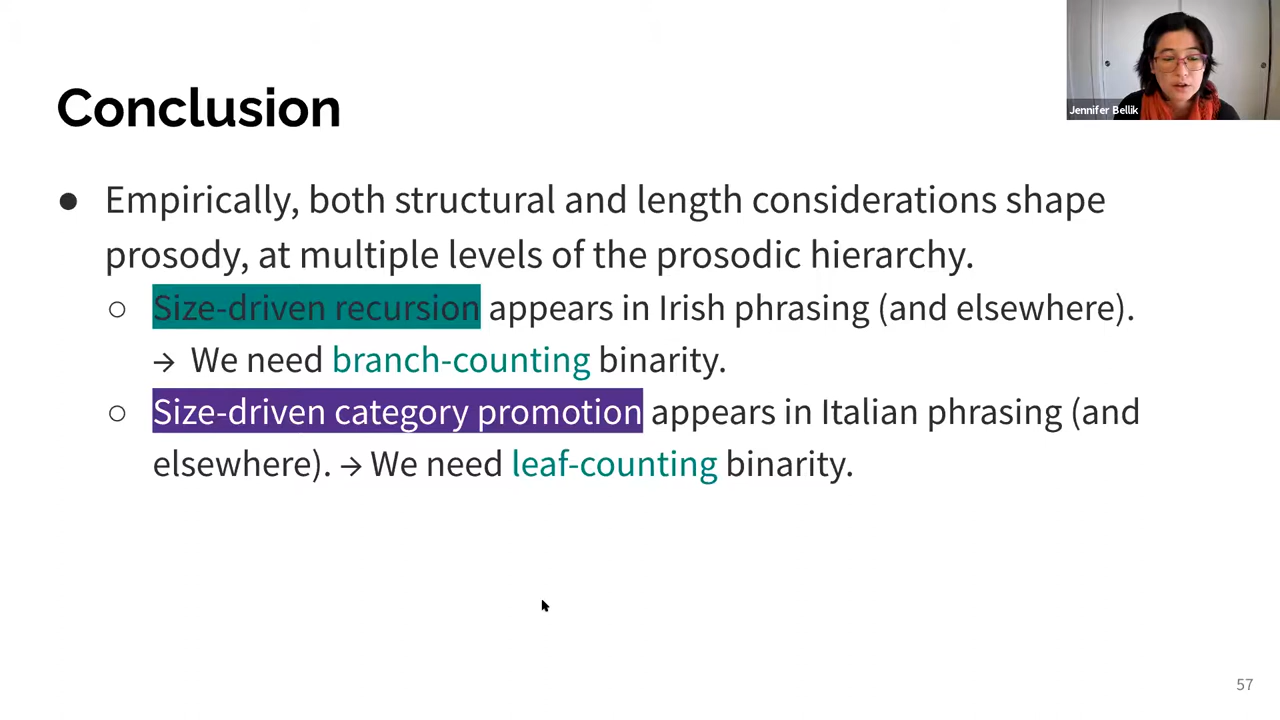 Jennifer Bellik
Conclusion
● Empirically, both structural and length considerations shape
prosody, at multiple levels of the prosodic hierarchy.
○ Size-driven recursion appears in Irish phrasing (and elsewhere).
→ We need branch-counting binarity.
○ Size-driven category promotion appears in Italian phrasing (and
elsewhere). → We need leaf-counting binarity.
57